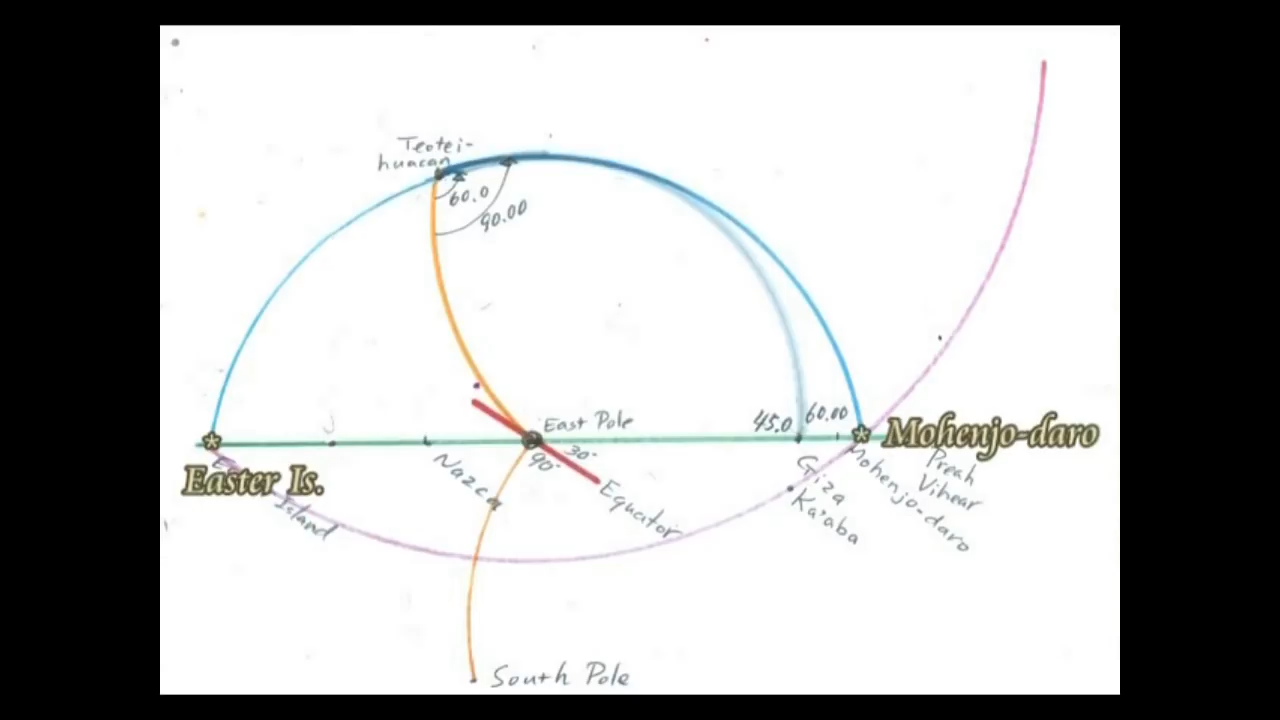 Teotei-
huacan
60.0
90.00
East Pole
45.0
60.00
Mohenjo-daro
30°
90°
Easter Is.
Island
Nazca
Equator
Giza
Ka'aba
Mohenjo-daro
Preah
Vihear
South Pole